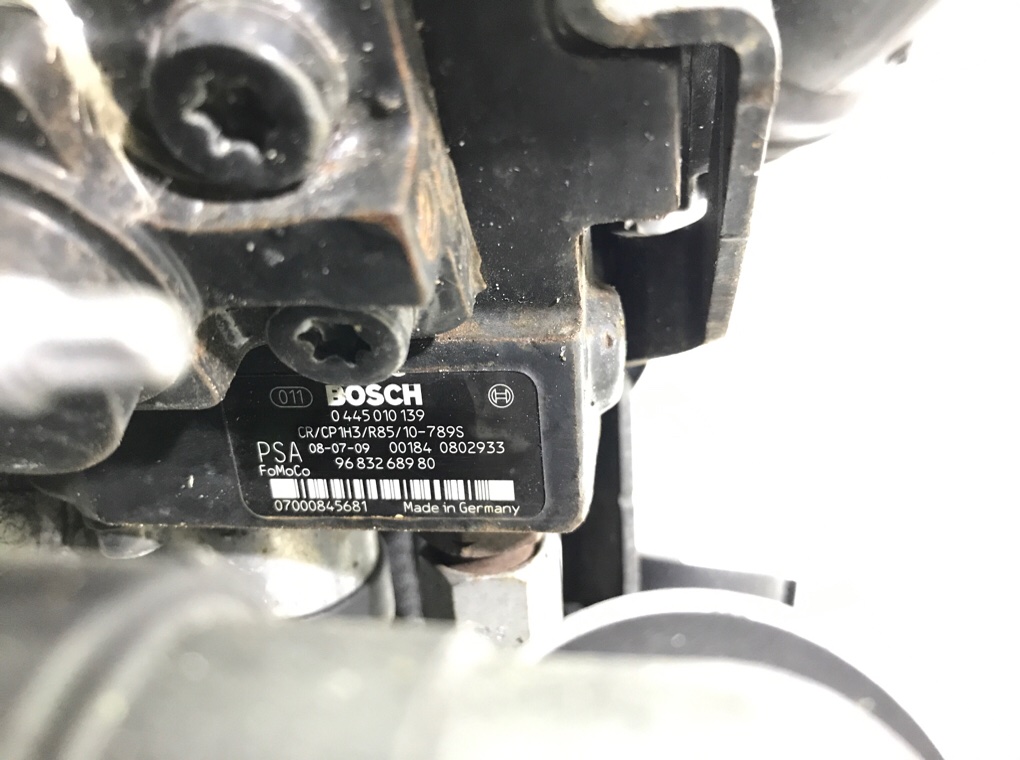 011 BOSCH
0 445 010 139
CR/CP1H3/R85/10-789S
PSA 08-07-09 00184 0802933
FoMoCo 96 832 689 80
07000845681 Made in Germany